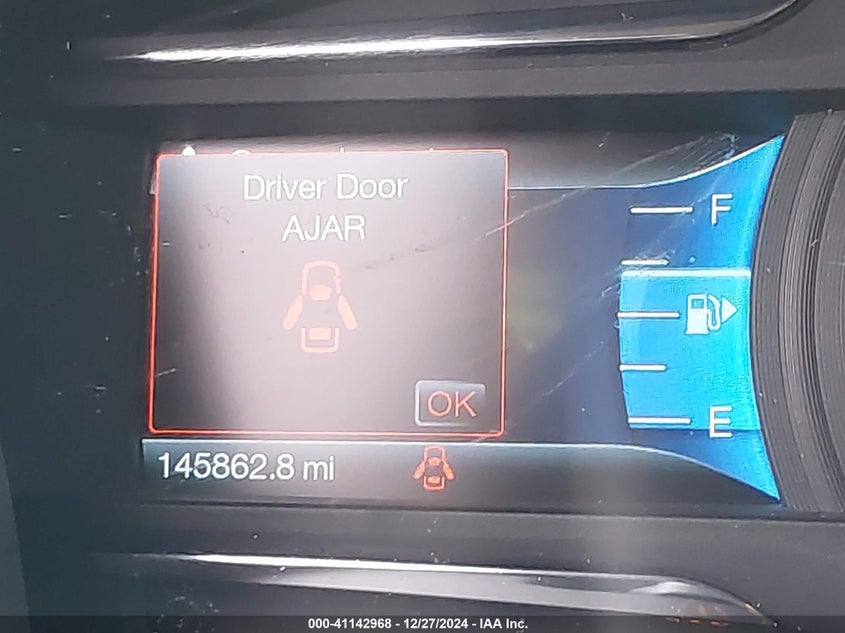 Driver Door
AJAR
OK
F
E
145862.8 mi
000-41142968 - 12/27/2024 - IAA Inc.